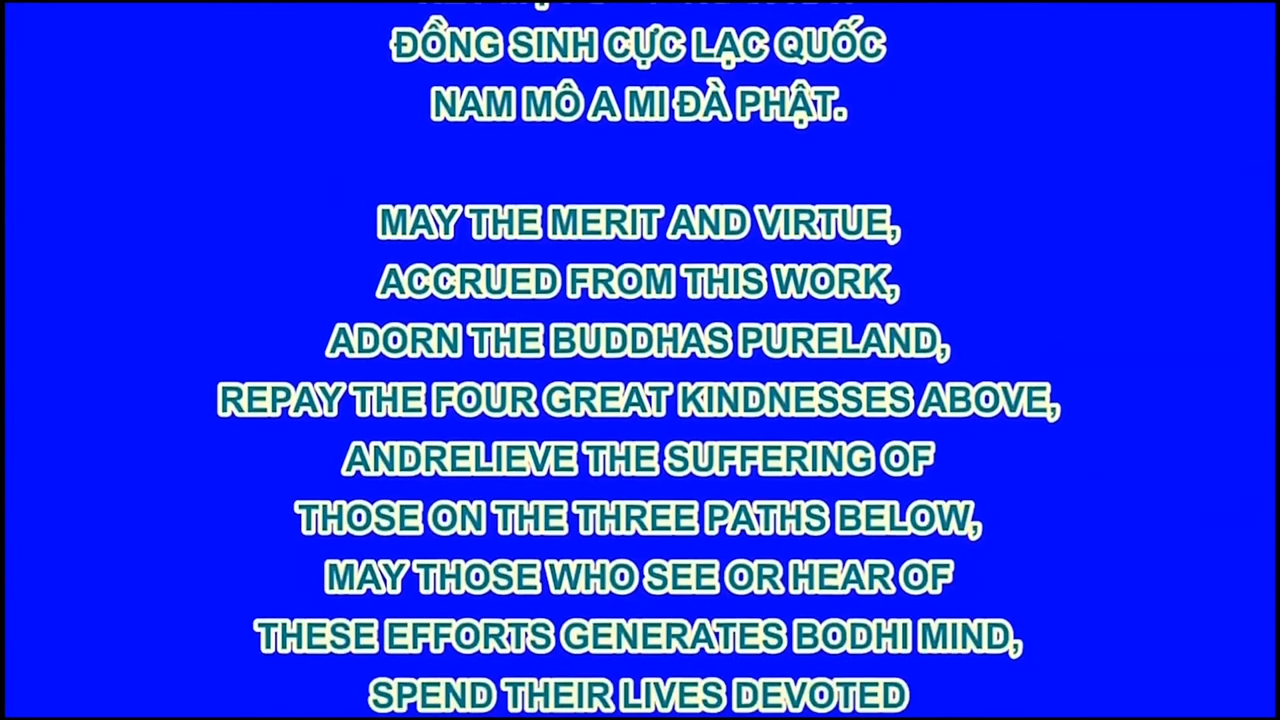 ĐỒNG SINH CỰC LẠC QUỐC
NAM MÔ A MI ĐÀ PHẬT.
MAY THE MERIT AND VIRTUE,
ACCRUED FROM THIS WORK,
ADORN THE BUDDHAS PURELAND,
REPAY THE FOUR GREAT KINDNESSES ABOVE,
ANDRELIEVE THE SUFFERING OF
THOSE ON THE THREE PATHS BELOW,
MAY THOSE WHO SEE OR HEAR OF
THESE EFFORTS GENERATES BODHI MIND,
SPEND THEIR LIVES DEVOTED